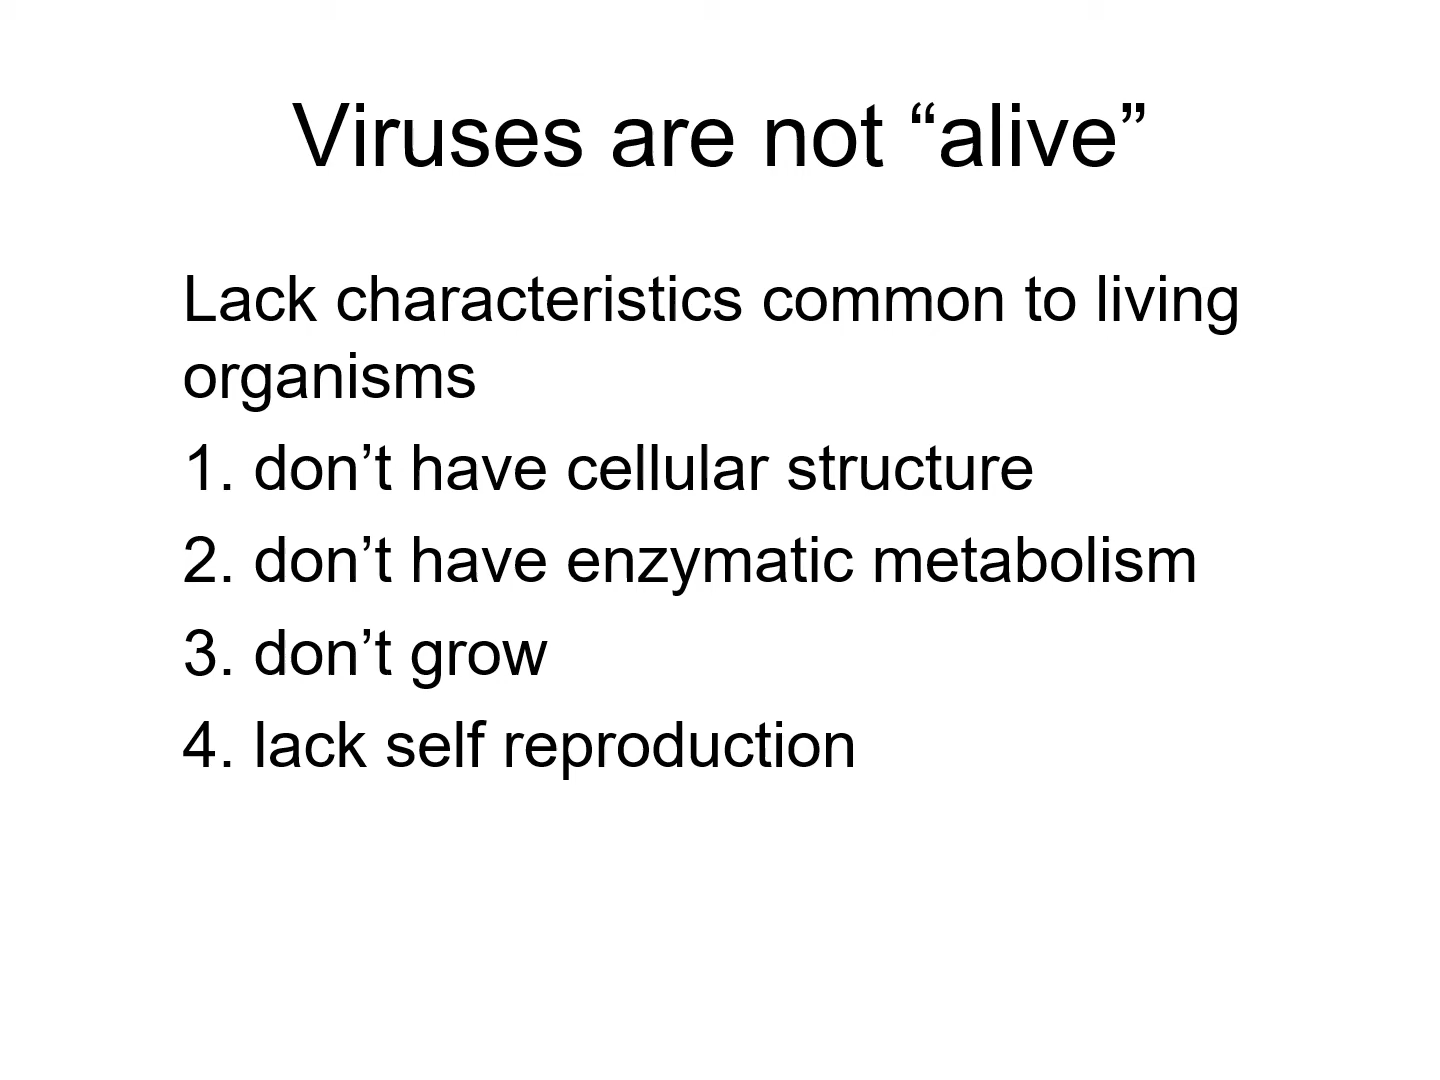 Viruses are not “alive”
Lack characteristics common to living
organisms
1. don’t have cellular structure
2. don’t have enzymatic metabolism
3. don’t grow
4. lack self reproduction